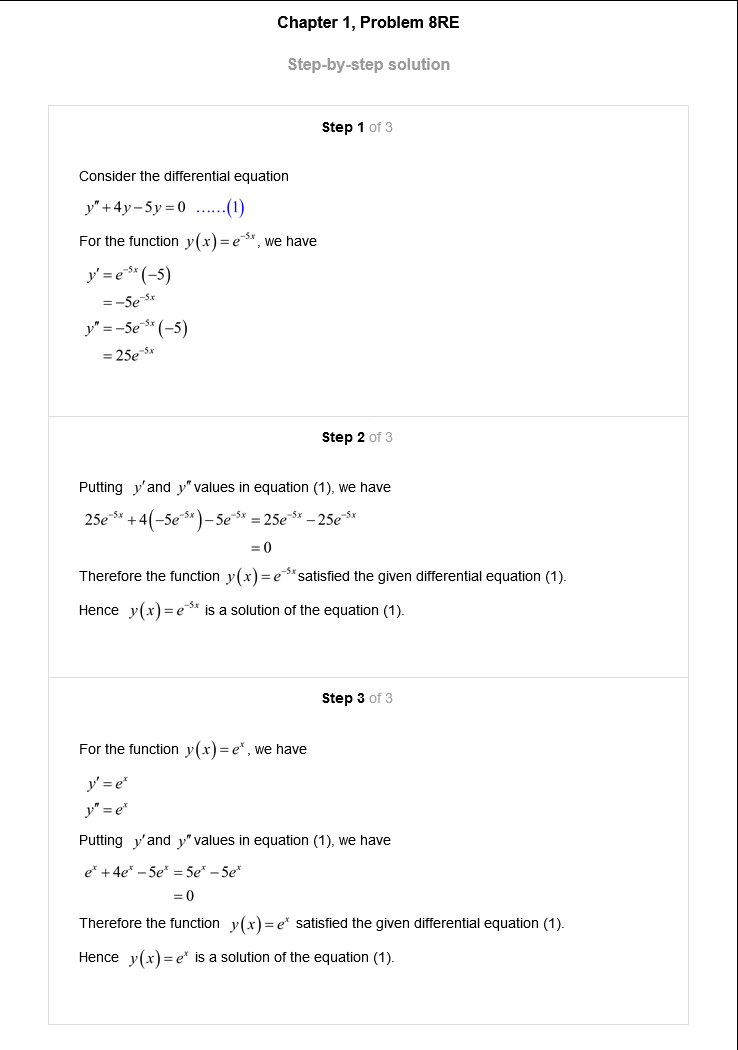 Chapter 1, Problem 8RE
Step-by-step solution
Step 1 of 3
Consider the differential equation
y″ + 4y − 5y = 0 ......(1)
For the function y(x) = e^{−5x}, we have
y′ = e^{−5x}(−5)
= −5e^{−5x}
y″ = −5e^{−5x}(−5)
= 25e^{−5x}
Step 2 of 3
Putting y′ and y″ values in equation (1), we have
25e^{−5x} + 4(−5e^{−5x}) − 5e^{−5x} = 25e^{−5x} − 25e^{−5x}
= 0
Therefore the function y(x) = e^{−5x} satisfied the given differential equation (1).
Hence y(x) = e^{−5x} is a solution of the equation (1).
Step 3 of 3
For the function y(x) = e^{x}, we have
y′ = e^{x}
y″ = e^{x}
Putting y′ and y″ values in equation (1), we have
e^{x} + 4e^{x} − 5e^{x} = 5e^{x} − 5e^{x}
= 0
Therefore the function y(x) = e^{x} satisfied the given differential equation (1).
Hence y(x) = e^{x} is a solution of the equation (1).